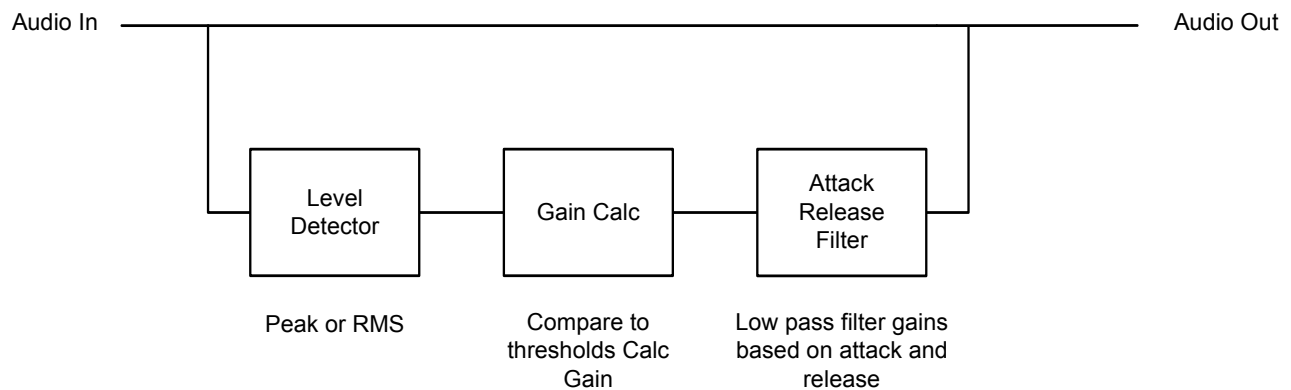 Audio In
Audio Out
Level
Detector
Gain Calc
Attack
Release
Filter
Peak or RMS
Compare to
thresholds Calc
Gain
Low pass filter gains
based on attack and
release